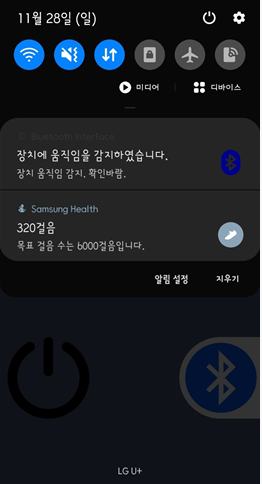 11월 28일 (일)
미디어 디바이스
Bluetooth Interface
장치에 움직임을 감지하였습니다.
장치 움직임 감지. 확인바람.
Samsung Health
320걸음
목표 걸음 수는 6000걸음입니다.
알림 설정 지우기
LG U+